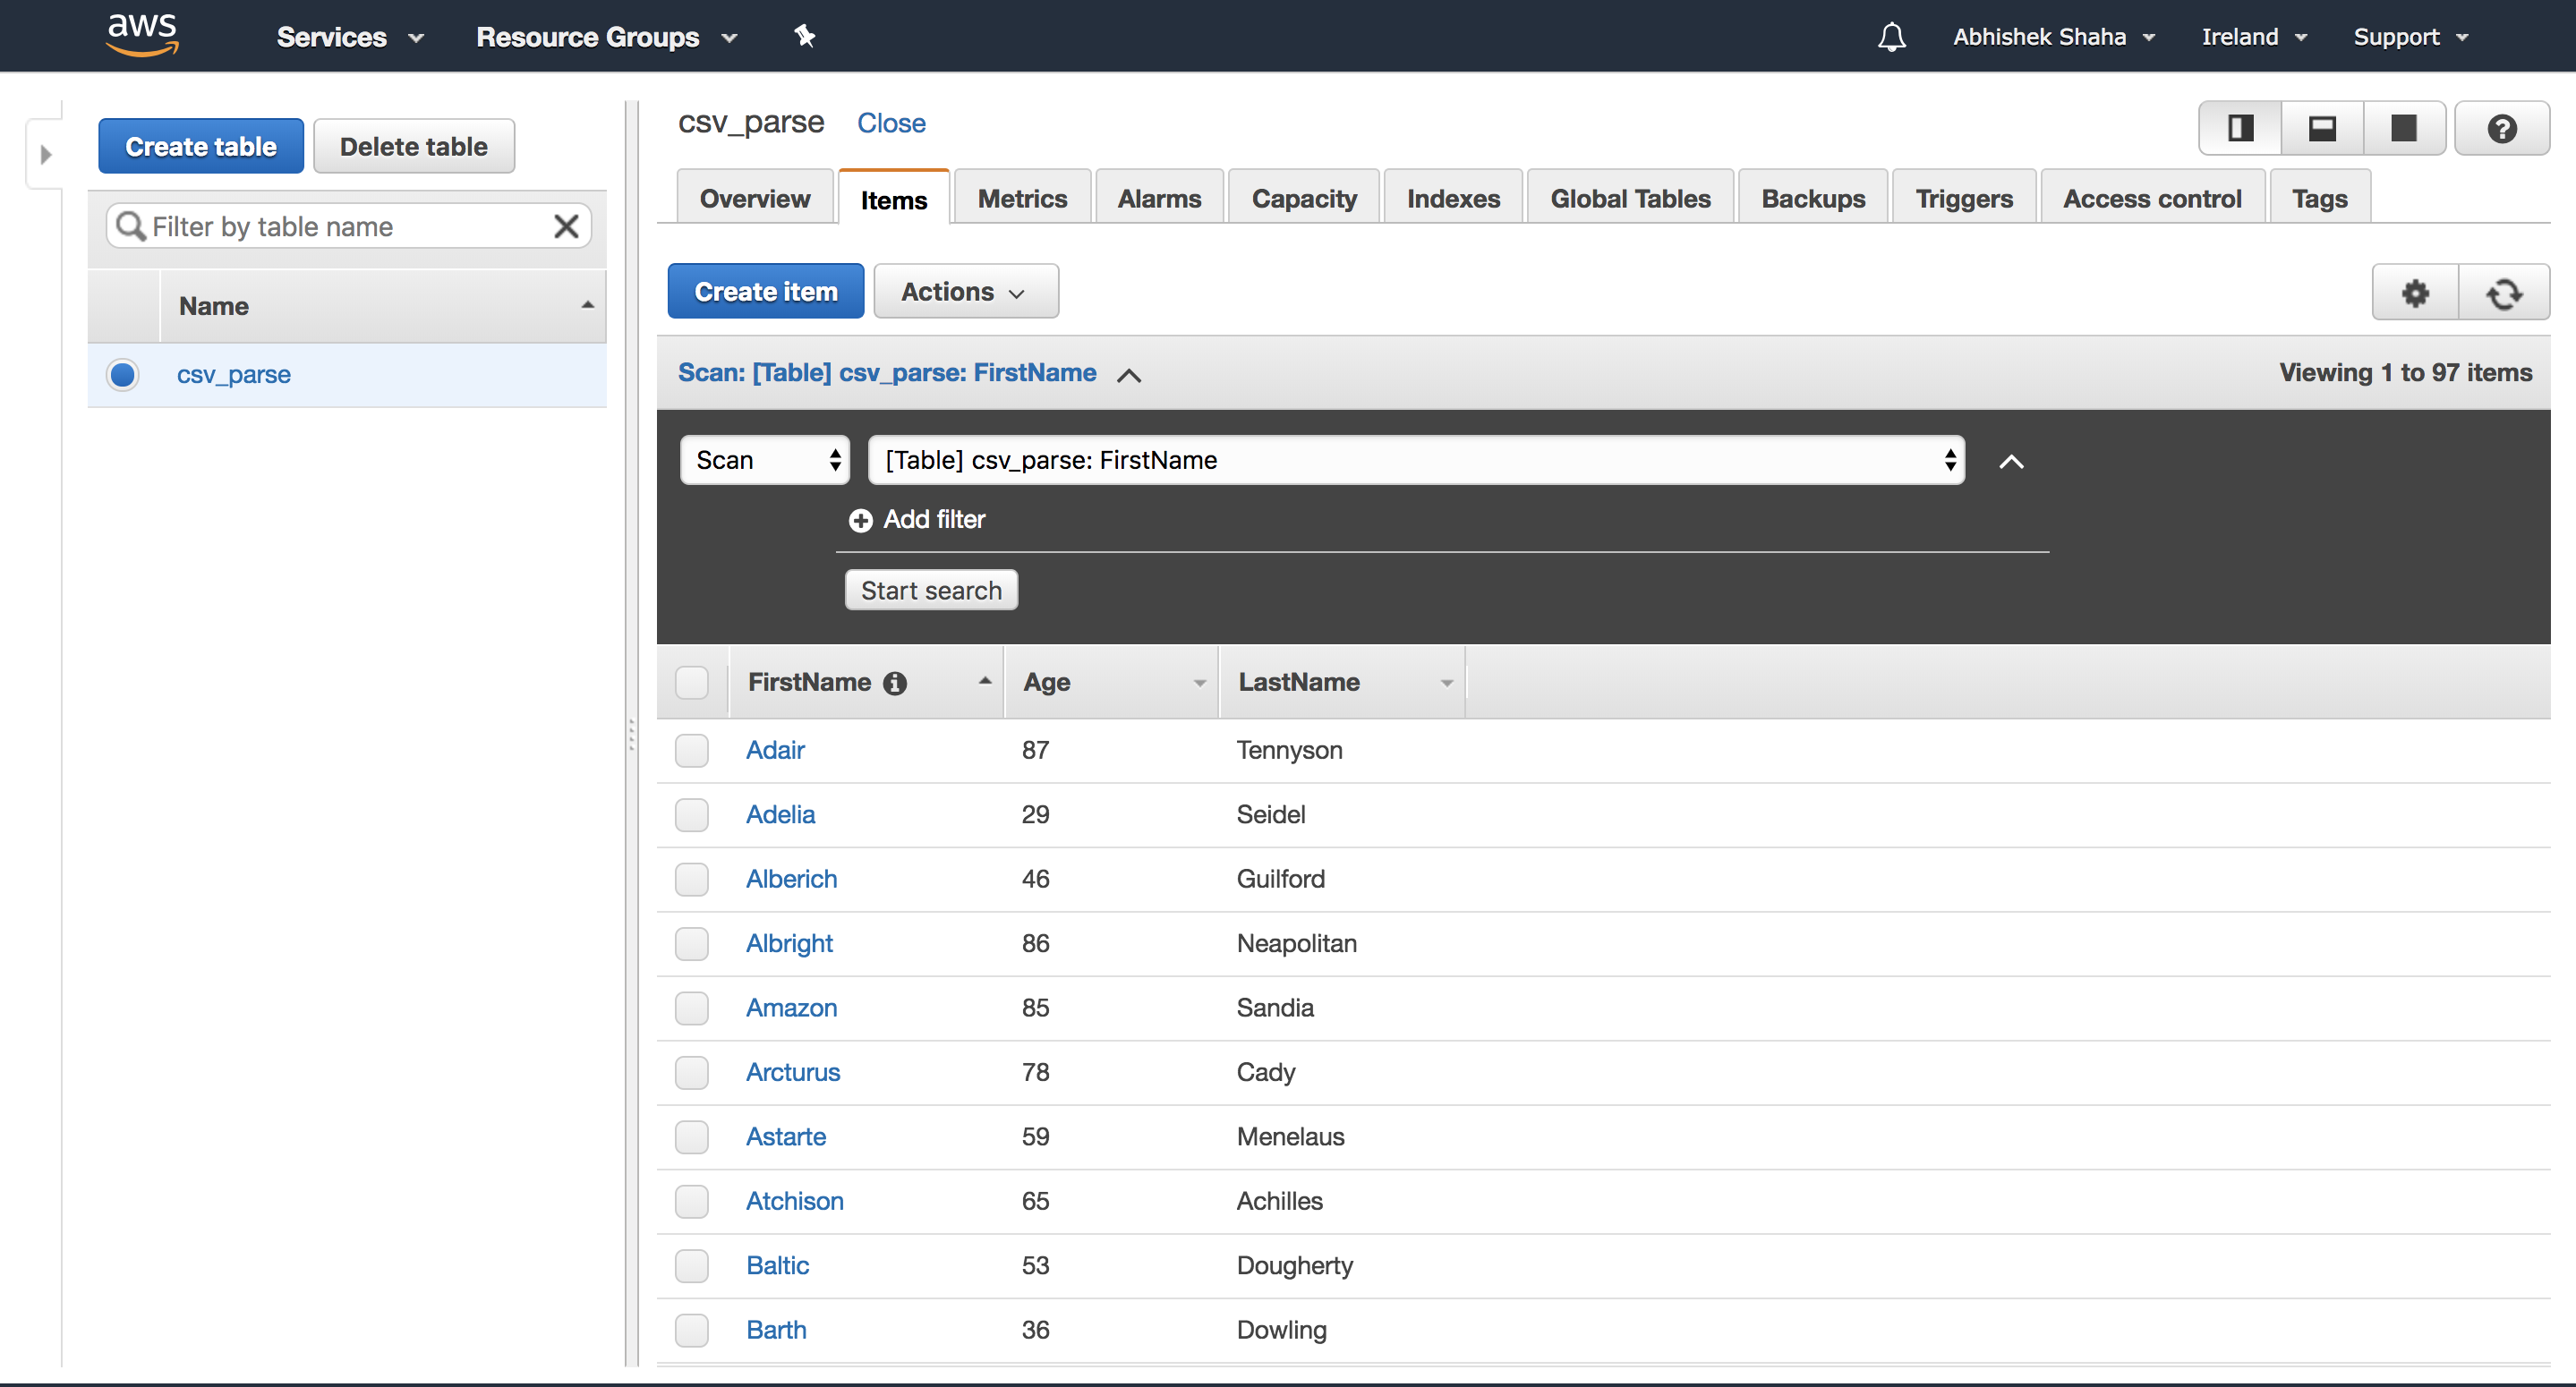 aws Services Resource Groups Abhishek Shaha Ireland Support
Create table Delete table
Filter by table name
Name
csv_parse
csv_parse Close
Overview Items Metrics Alarms Capacity Indexes Global Tables Backups Triggers Access control Tags
Create item Actions
Scan: [Table] csv_parse: FirstName Viewing 1 to 97 items
Scan [Table] csv_parse: FirstName
Add filter
Start search
FirstName Age LastName
Adair 87 Tennyson
Adelia 29 Seidel
Alberich 46 Guilford
Albright 86 Neapolitan
Amazon 85 Sandia
Arcturus 78 Cady
Astarte 59 Menelaus
Atchison 65 Achilles
Baltic 53 Dougherty
Barth 36 Dowling